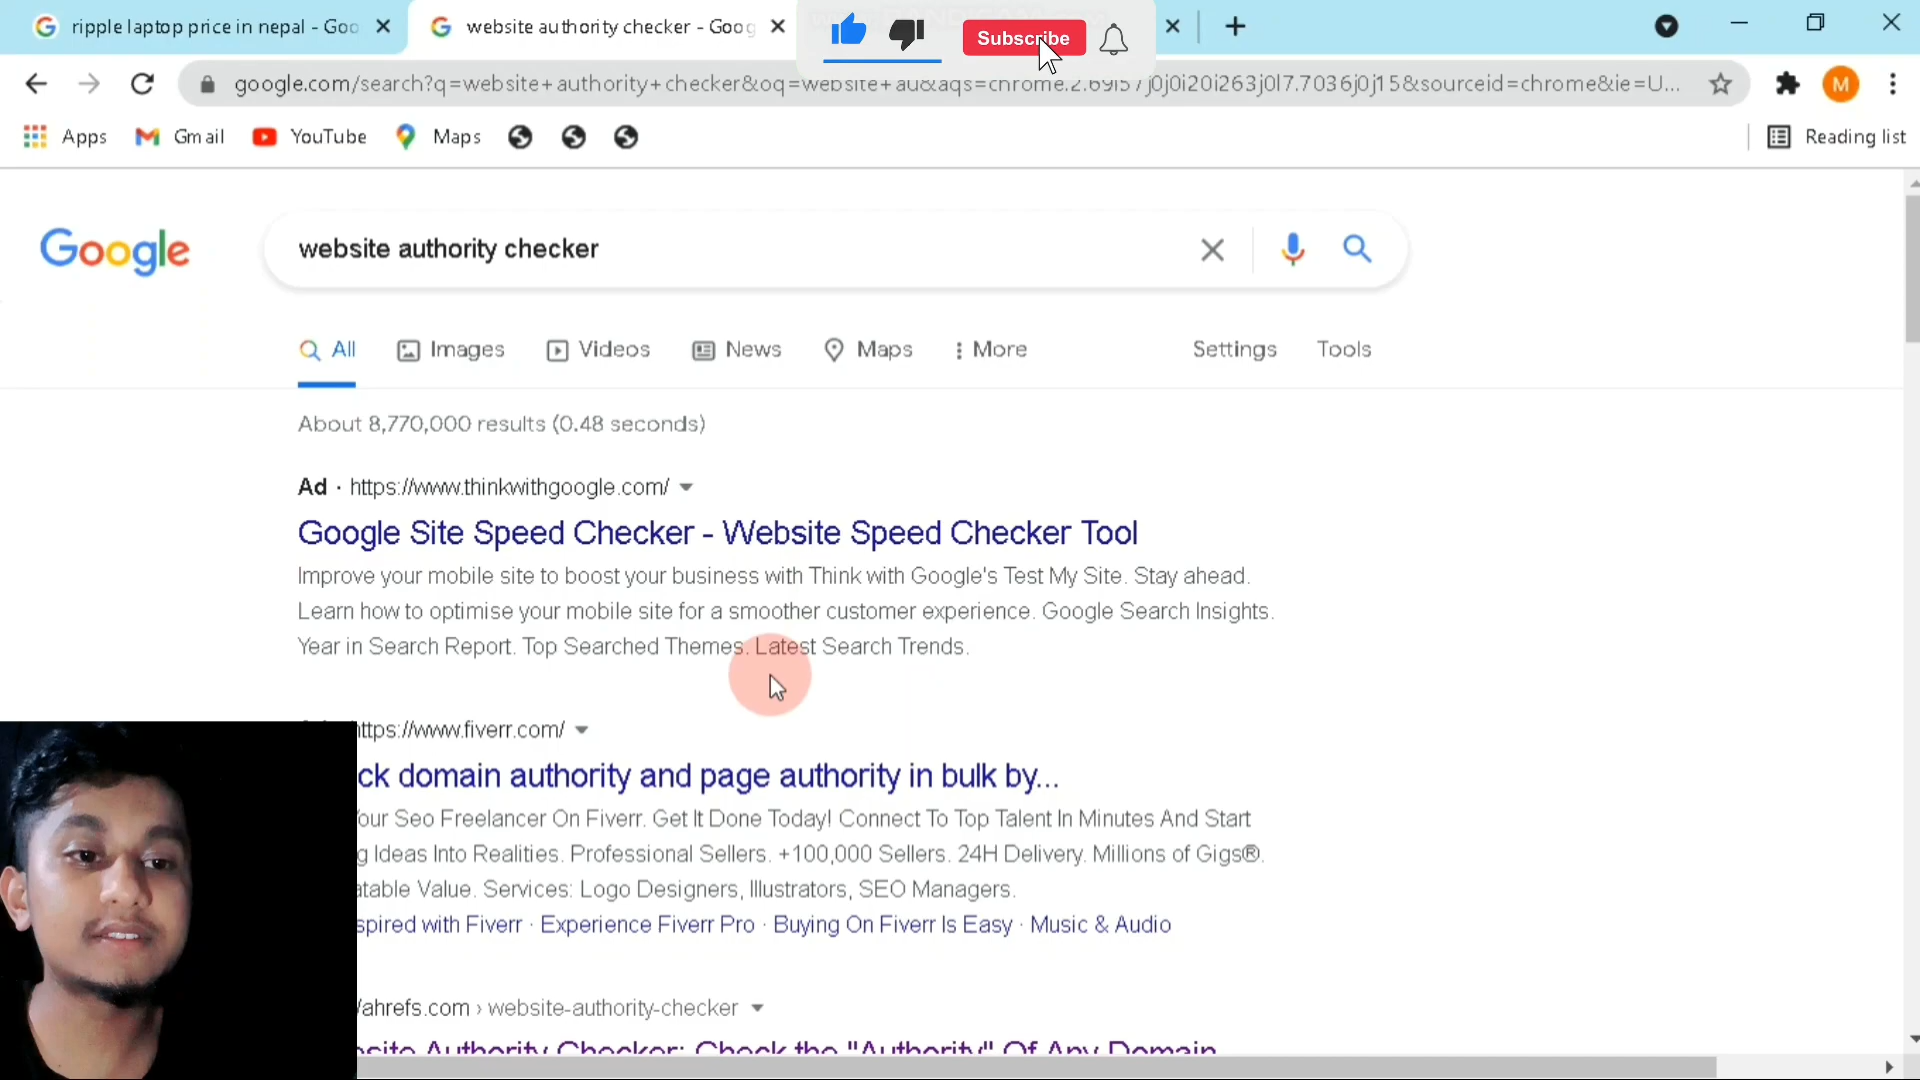 ripple laptop price in nepal - Goo
website authority checker - Goog
Subscribe
google.com/search?q=website+authority+checker&oq=website+au&aqs=chrome.2.69i57j0j0i20i263j0l7.7036j0j15&sourceid=chrome&ie=U...
M
Apps
Gmail
YouTube
Maps
Reading list
Google
website authority checker
All
Images
Videos
News
Maps
More
Settings
Tools
About 8,770,000 results (0.48 seconds)
Ad · https://www.thinkwithgoogle.com/
Google Site Speed Checker - Website Speed Checker Tool
Improve your mobile site to boost your business with Think with Google's Test My Site. Stay ahead.
Learn how to optimise your mobile site for a smoother customer experience. Google Search Insights.
Year in Search Report. Top Searched Themes. Latest Search Trends.
ttps://www.fiverr.com/
ck domain authority and page authority in bulk by...
our Seo Freelancer On Fiverr. Get It Done Today! Connect To Top Talent In Minutes And Start
g Ideas Into Realities. Professional Sellers. +100,000 Sellers. 24H Delivery. Millions of Gigs®.
atable Value. Services: Logo Designers, Illustrators, SEO Managers.
spired with Fiverr · Experience Fiverr Pro · Buying On Fiverr Is Easy · Music & Audio
/ahrefs.com › website-authority-checker
site Authority Checker: Check the "Authority" Of Any Domain